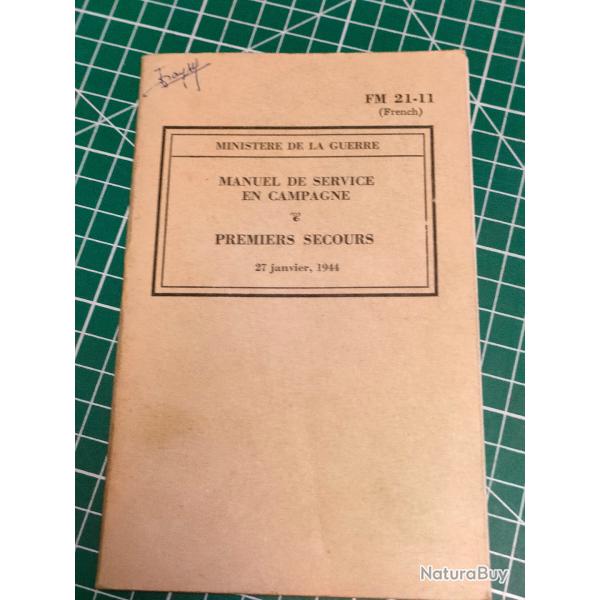 FM 21-11
(French)
MINISTERE DE LA GUERRE
MANUEL DE SERVICE
EN CAMPAGNE
PREMIERS SECOURS
27 janvier, 1944
NaturaBuy